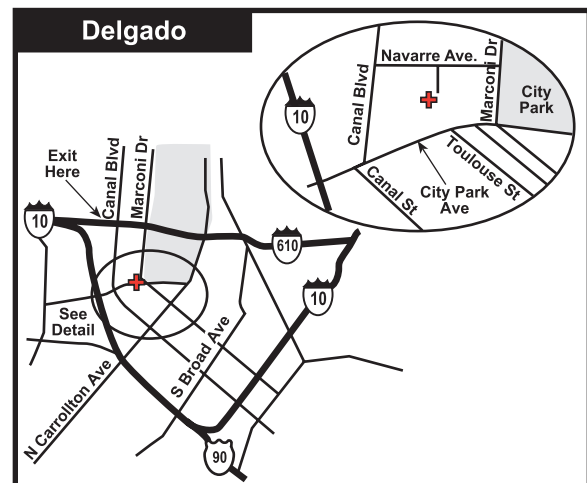 Delgado
Navarre Ave.
Canal Blvd
Marconi Dr
City
Park
10
Toulouse St
City Park
Ave
Canal St
Exit
Here
Canal Blvd
Marconi Dr
10
610
10
See
Detail
S Broad Ave
N Carrollton Ave
90